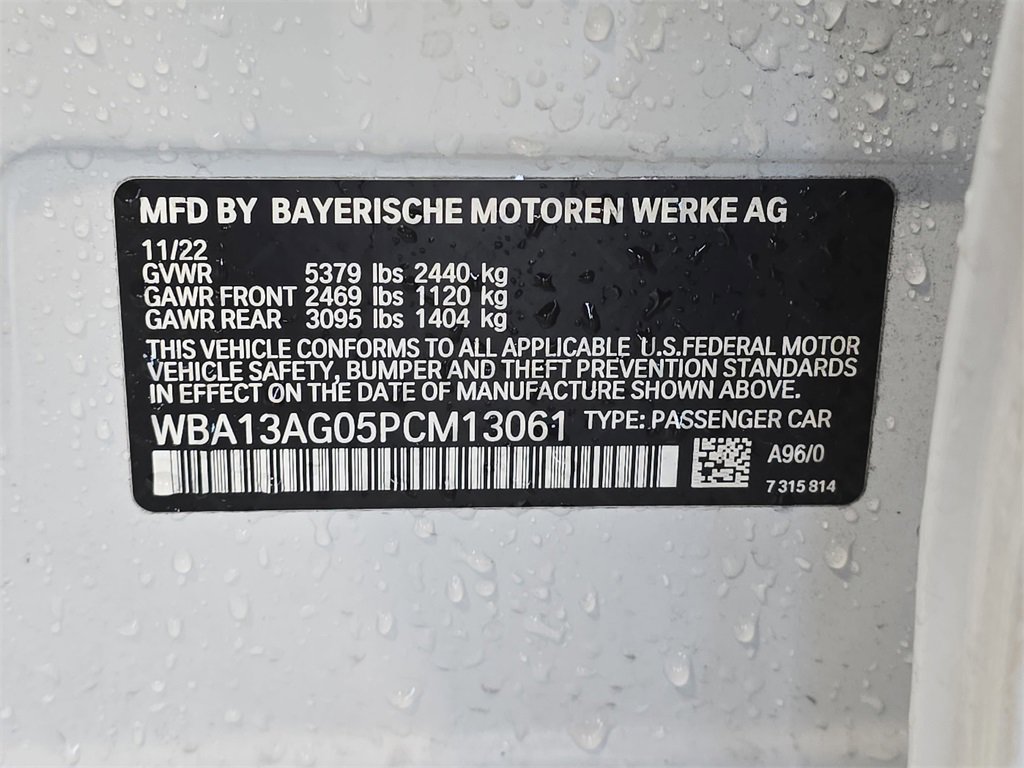 MFD BY BAYERISCHE MOTOREN WERKE AG
11/22
GVWR 5379 lbs 2440 kg
GAWR FRONT 2469 lbs 1120 kg
GAWR REAR 3095 lbs 1404 kg
THIS VEHICLE CONFORMS TO ALL APPLICABLE U.S.FEDERAL MOTOR
VEHICLE SAFETY, BUMPER AND THEFT PREVENTION STANDARDS
IN EFFECT ON THE DATE OF MANUFACTURE SHOWN ABOVE.
WBA13AG05PCM13061 TYPE: PASSENGER CAR
A96/0
7 315 814